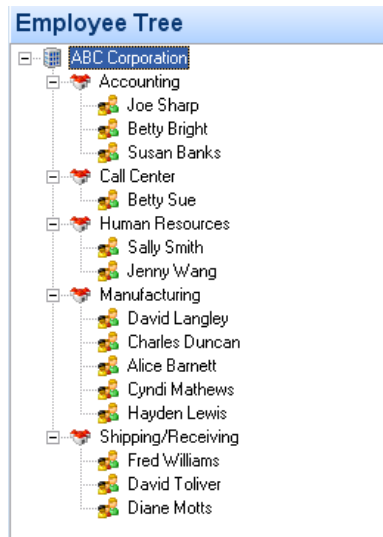 Employee Tree
ABC Corporation
Accounting
Joe Sharp
Betty Bright
Susan Banks
Call Center
Betty Sue
Human Resources
Sally Smith
Jenny Wang
Manufacturing
David Langley
Charles Duncan
Alice Barnett
Cyndi Mathews
Hayden Lewis
Shipping/Receiving
Fred Williams
David Toliver
Diane Motts